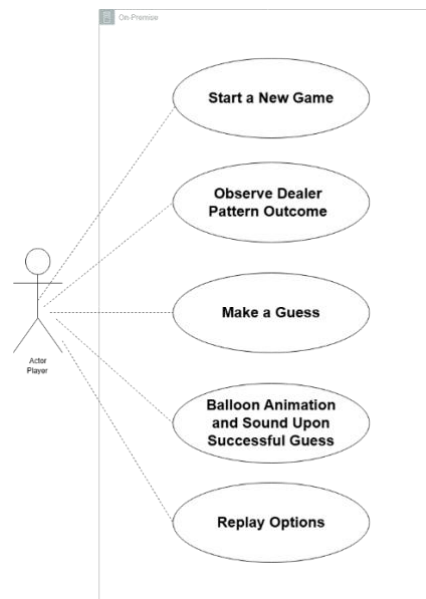 On-Premise
Start a New Game
Observe Dealer
Pattern Outcome
Make a Guess
Actor
Player
Balloon Animation
and Sound Upon
Successful Guess
Replay Options